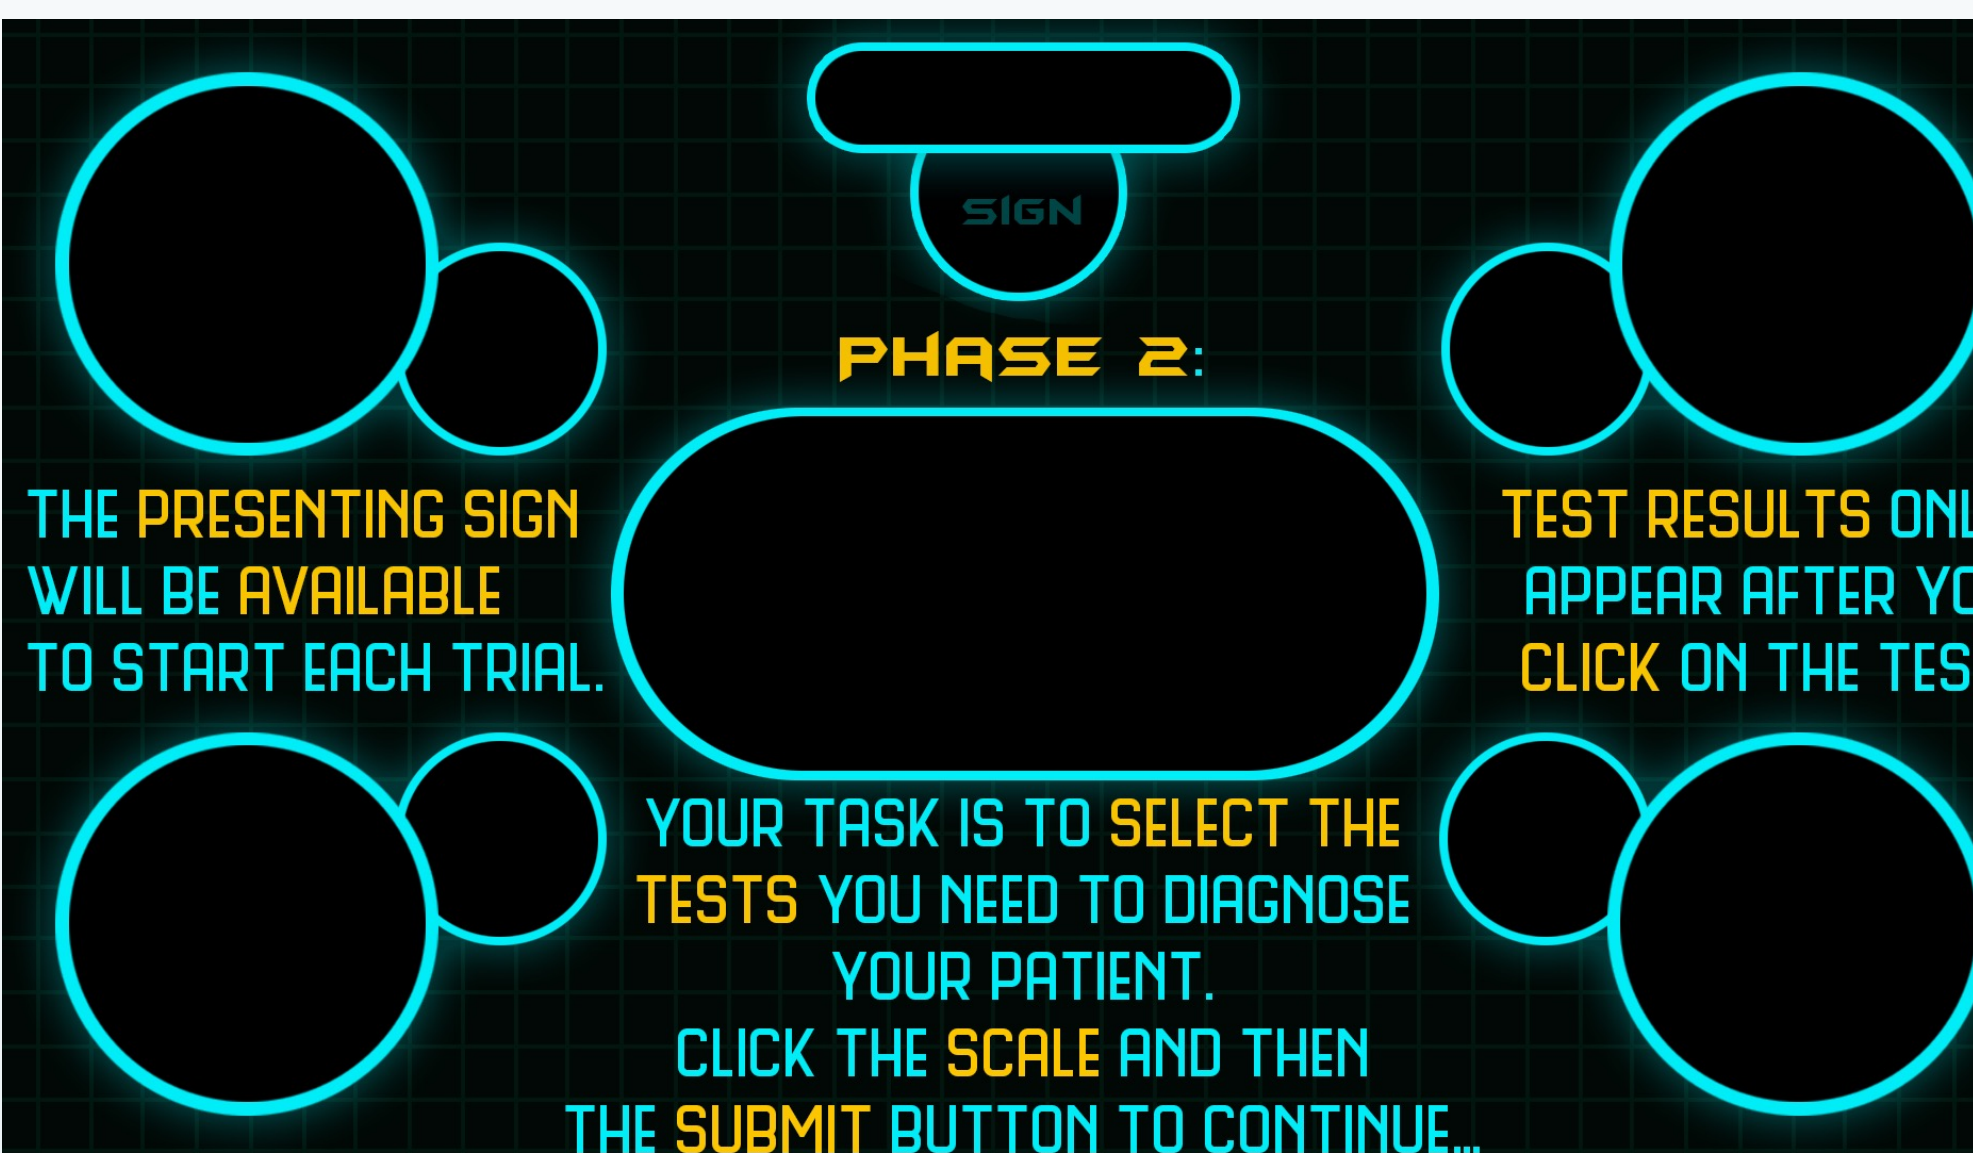 SIGN
PHASE 2:
THE PRESENTING SIGN
WILL BE AVAILABLE
TO START EACH TRIAL.
TEST RESULTS
APPEAR AFTER
CLICK ON THE
YOUR TASK IS TO SELECT THE
TESTS YOU NEED TO DIAGNOSE
YOUR PATIENT.
CLICK THE SCALE AND THEN
THE SUBMIT BUTTON TO CONTINUE...